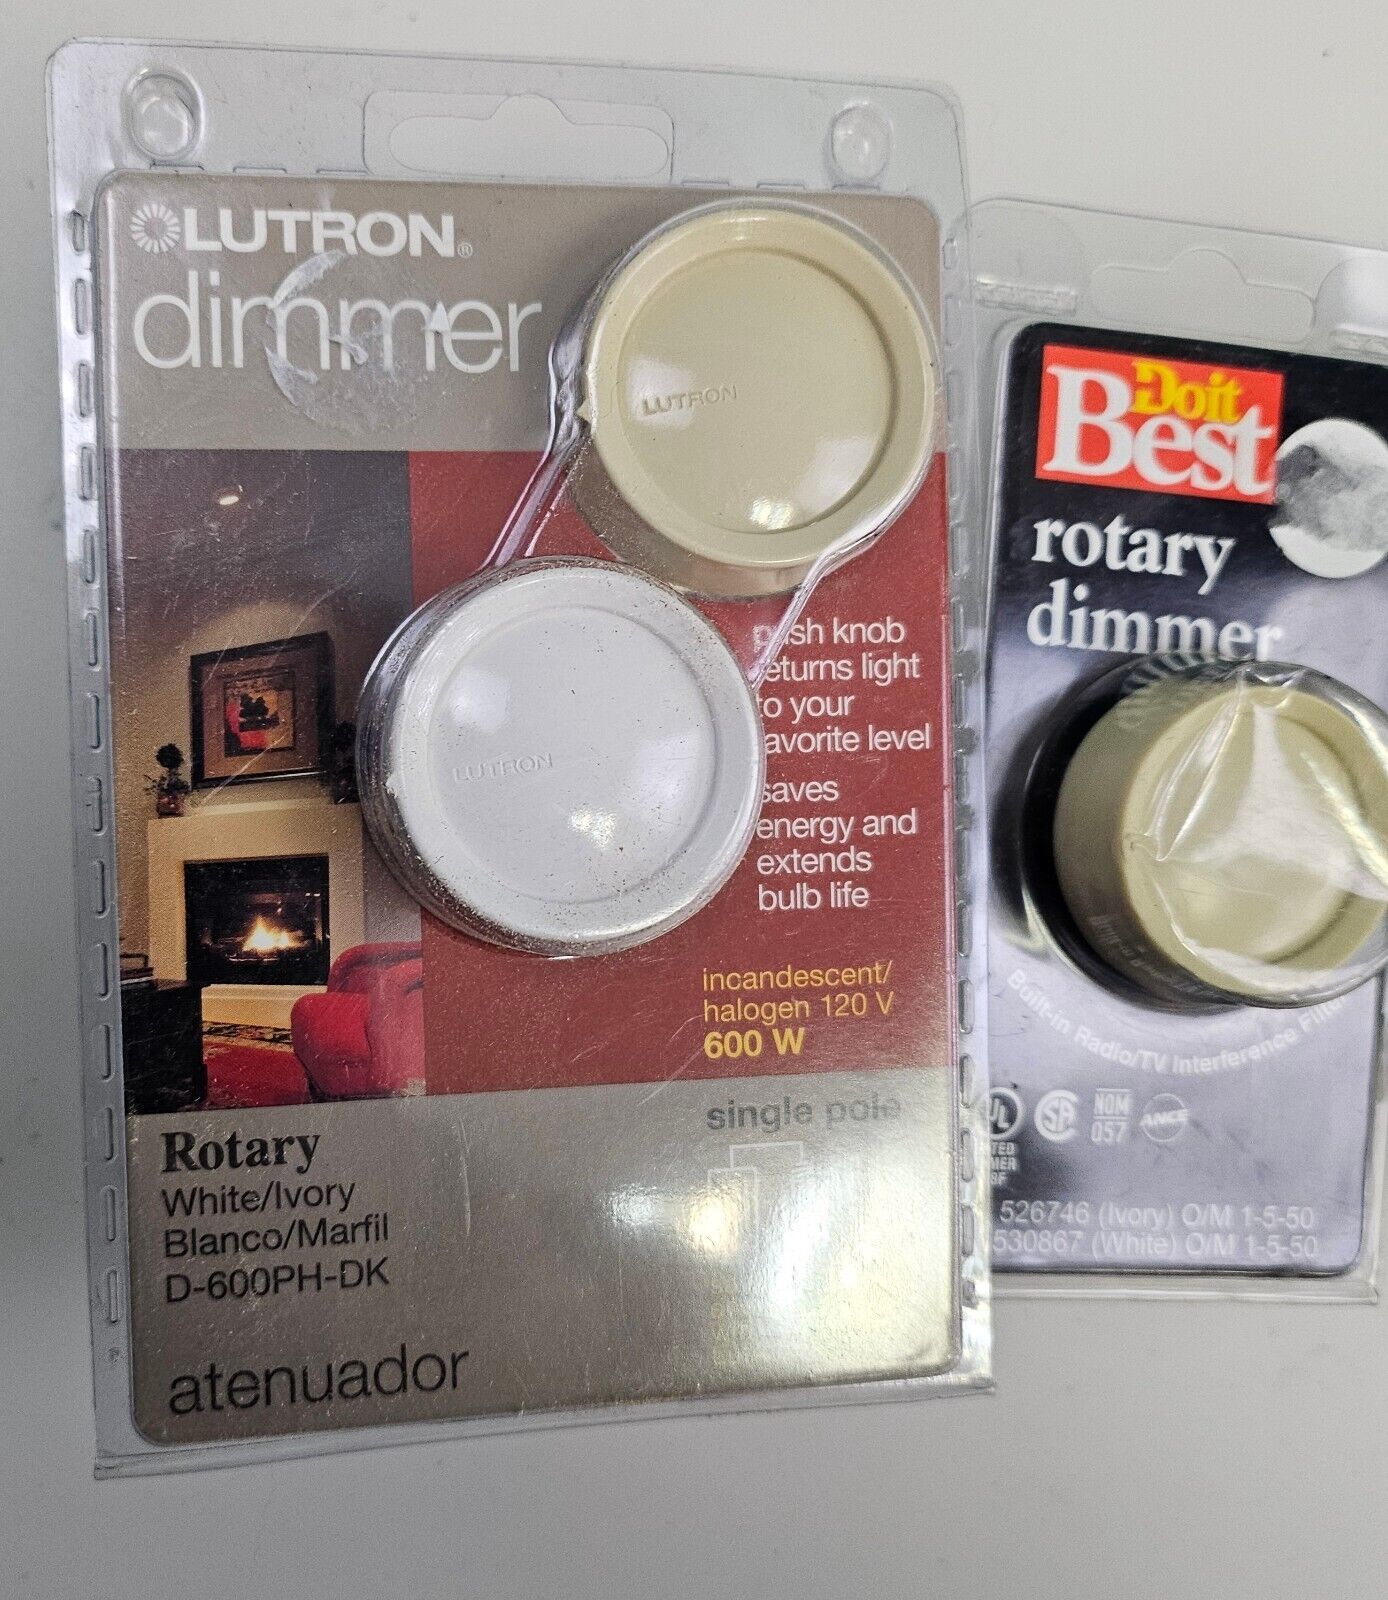 LUTRON®
dimmer
LUTRON
LUTRON
push knob
returns light
to your
favorite level
saves
energy and
extends
bulb life
incandescent/
halogen 120 V
600 W
single pole
Rotary
White/Ivory
Blanco/Marfil
D-600PH-DK
atenuador
Do it
Best
rotary
dimmer
Built-in Radio/TV Interference Filter
UL
SA
NOM
057
ANCE
526746 (Ivory) O/M 1-5-50
530867 (White) O/M 1-5-50